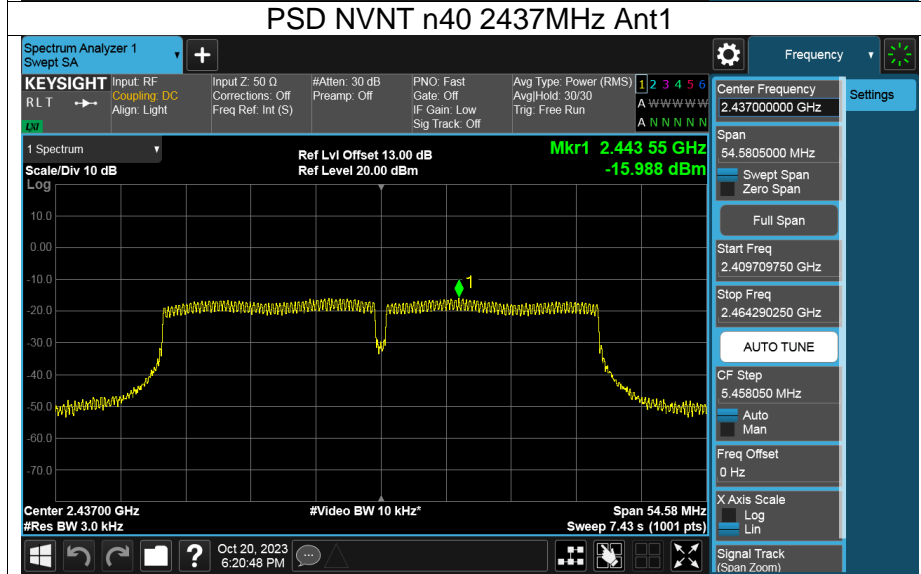 PSD NVNT n40 2437MHz Ant1
Spectrum Analyzer 1
Swept SA
+
Frequency
KEYSIGHT
RLT
LXI
Input: RF
Coupling: DC
Align: Light
Input Z: 50 Ω
Corrections: Off
Freq Ref: Int (S)
#Atten: 30 dB
Preamp: Off
PNO: Fast
Gate: Off
IF Gain: Low
Sig Track: Off
Avg Type: Power (RMS)
Avg|Hold: 30/30
Trig: Free Run
1 2 3 4 5 6
A W W W W W
A N N N N N
1 Spectrum
Scale/Div 10 dB
Log
Ref Lvl Offset 13.00 dB
Ref Level 20.00 dBm
Mkr1 2.443 55 GHz
-15.988 dBm
10.0
0.00
-10.0
-20.0
-30.0
-40.0
-50.0
-60.0
-70.0
1
Center 2.43700 GHz
#Res BW 3.0 kHz
#Video BW 10 kHz*
Span 54.58 MHz
Sweep 7.43 s (1001 pts)
Center Frequency
2.437000000 GHz
Settings
Span
54.5805000 MHz
Swept Span
Zero Span
Full Span
Start Freq
2.409709750 GHz
Stop Freq
2.464290250 GHz
AUTO TUNE
CF Step
5.458050 MHz
Auto
Man
Freq Offset
0 Hz
X Axis Scale
Log
Lin
Signal Track
(Span Zoom)
?
Oct 20, 2023
6:20:48 PM